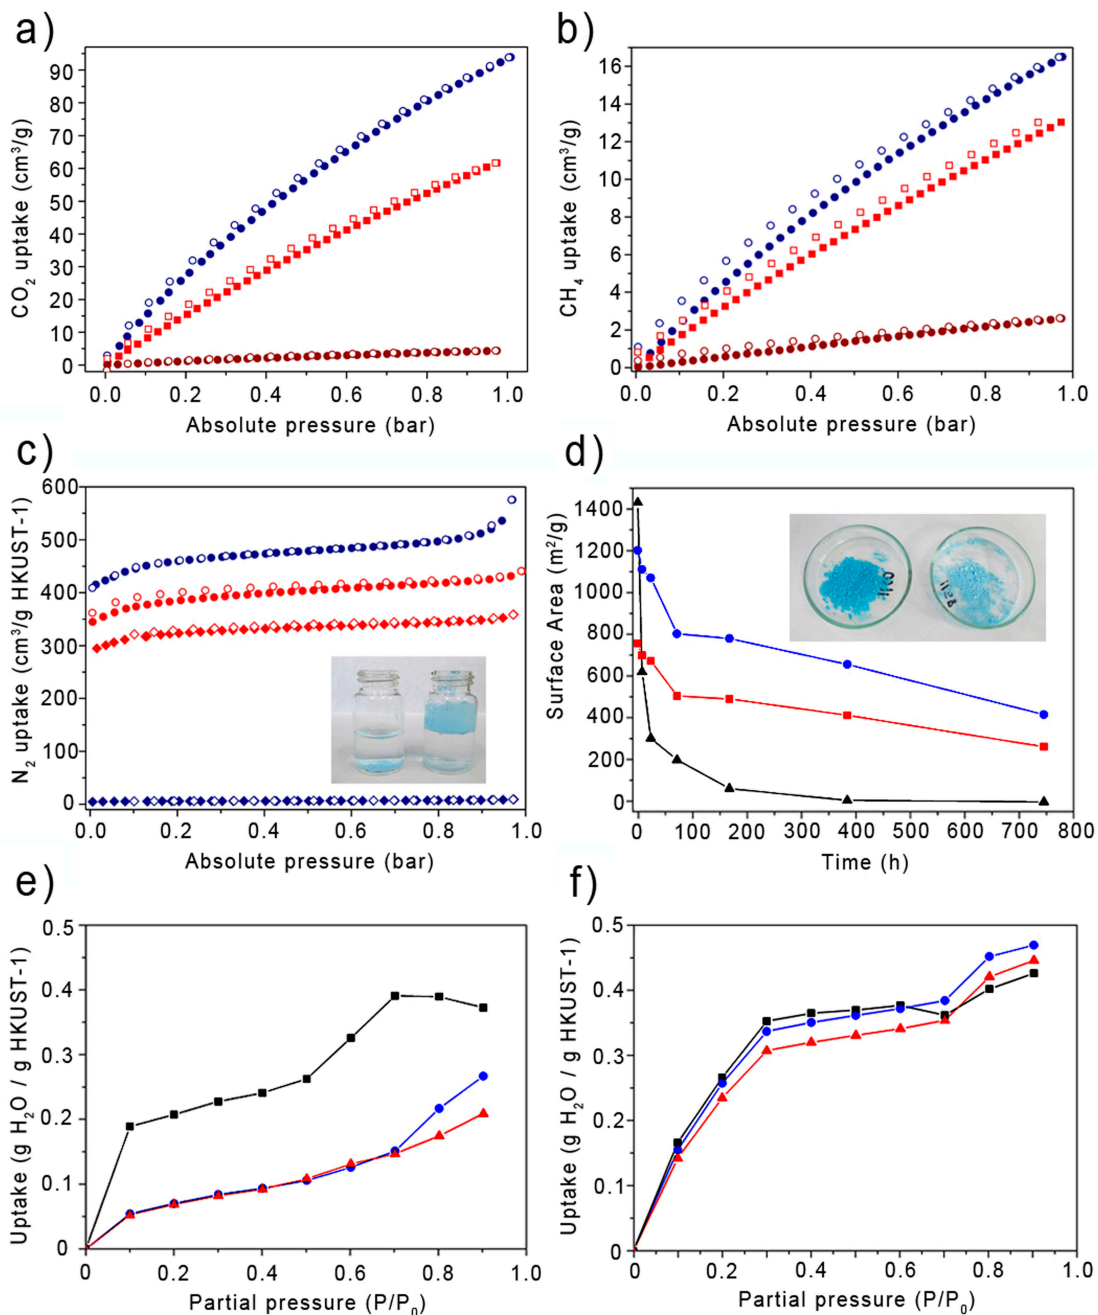 a)
CO₂ uptake (cm³/g)
90
80
70
60
50
40
30
20
10
0
0.0 0.2 0.4 0.6 0.8 1.0
Absolute pressure (bar)
b)
CH₄ uptake (cm³/g)
16
14
12
10
8
6
4
2
0
0.0 0.2 0.4 0.6 0.8 1.0
Absolute pressure (bar)
c)
N₂ uptake (cm³/g HKUST-1)
600
500
400
300
200
100
0
0.0 0.2 0.4 0.6 0.8 1.0
Absolute pressure (bar)
d)
Surface Area (m²/g)
1400
1200
1000
800
600
400
200
0
0 100 200 300 400 500 600 700 800
Time (h)
e)
Uptake (g H₂O / g HKUST-1)
0.5
0.4
0.3
0.2
0.1
0
0 0.2 0.4 0.6 0.8 1.0
Partial pressure (P/P₀)
f)
Uptake (g H₂O / g HKUST-1)
0.5
0.4
0.3
0.2
0.1
0
0 0.2 0.4 0.6 0.8 1.0
Partial pressure (P/P₀)